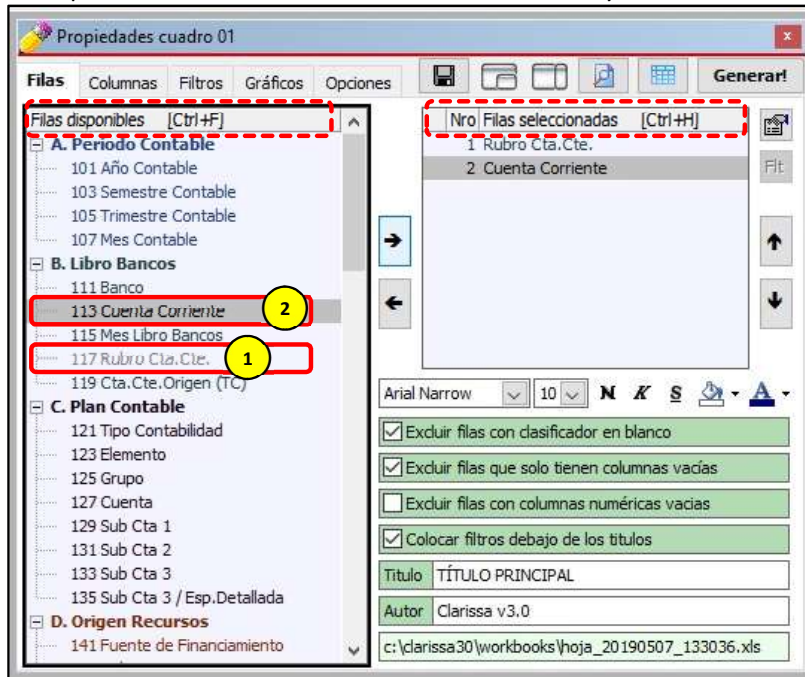 Propiedades cuadro 01
x
Filas Columnas Filtros Gráficos Opciones Generar!
Filas disponibles [Ctrl+F]
A. Periodo Contable
101 Año Contable
103 Semestre Contable
105 Trimestre Contable
107 Mes Contable
B. Libro Bancos
111 Banco
113 Cuenta Corriente 2
115 Mes Libro Bancos
117 Rubro Cta.Cte. 1
119 Cta.Cte.Origen (TC)
C. Plan Contable
121 Tipo Contabilidad
123 Elemento
125 Grupo
127 Cuenta
129 Sub Cta 1
131 Sub Cta 2
133 Sub Cta 3
135 Sub Cta 3 / Esp.Detallada
D. Origen Recursos
141 Fuente de Financiamiento
Nro Filas seleccionadas [Ctrl+H]
1 Rubro Cta.Cte.
2 Cuenta Corriente
Flt
Arial Narrow 10 N K S A
Excluir filas con clasificador en blanco
Excluir filas que solo tienen columnas vacías
Excluir filas con columnas numéricas vacias
Colocar filtros debajo de los titulos
Titulo TÍTULO PRINCIPAL
Autor Clarissa v3.0
c:\clarissa30\workbooks\hoja_20190507_133036.xls